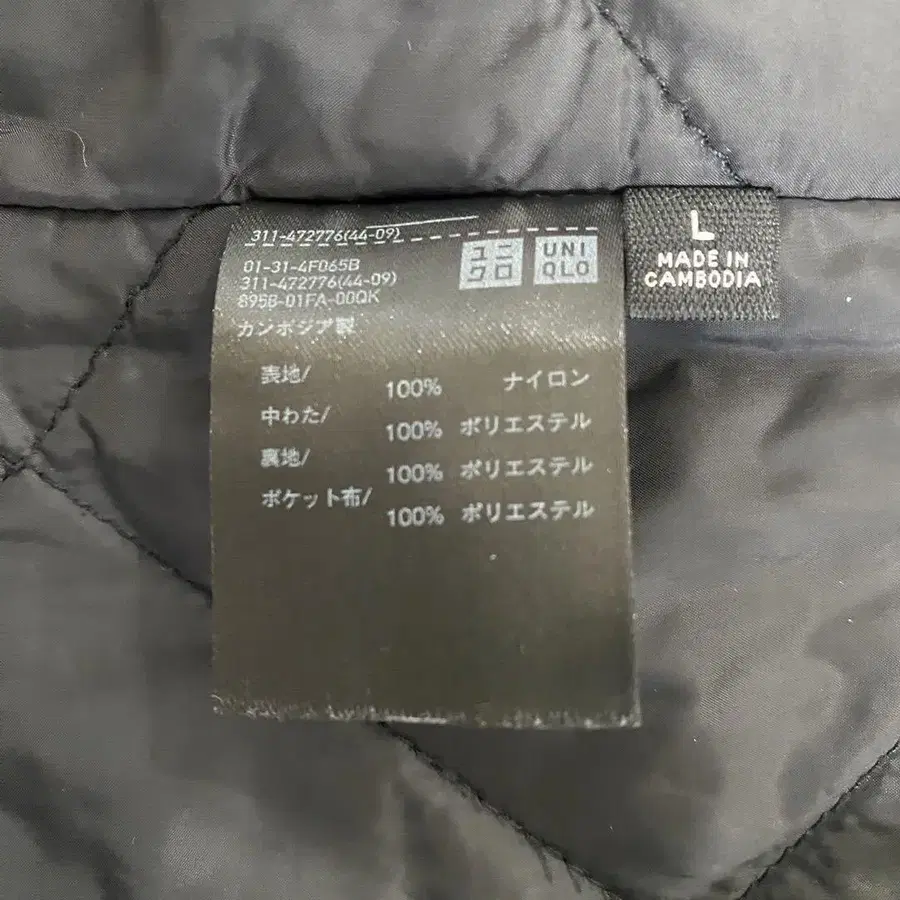 311-472776(44-09)
ユニ
クロ
UNI
QLO
01-31-4F065B
311-472776(44-09)
895B-01FA-00QK
カンボジア製
表地/
100% ナイロン
中わた/
100% ポリエステル
裏地/
100% ポリエステル
ポケット布/
100% ポリエステル
L
MADE IN
CAMBODIA